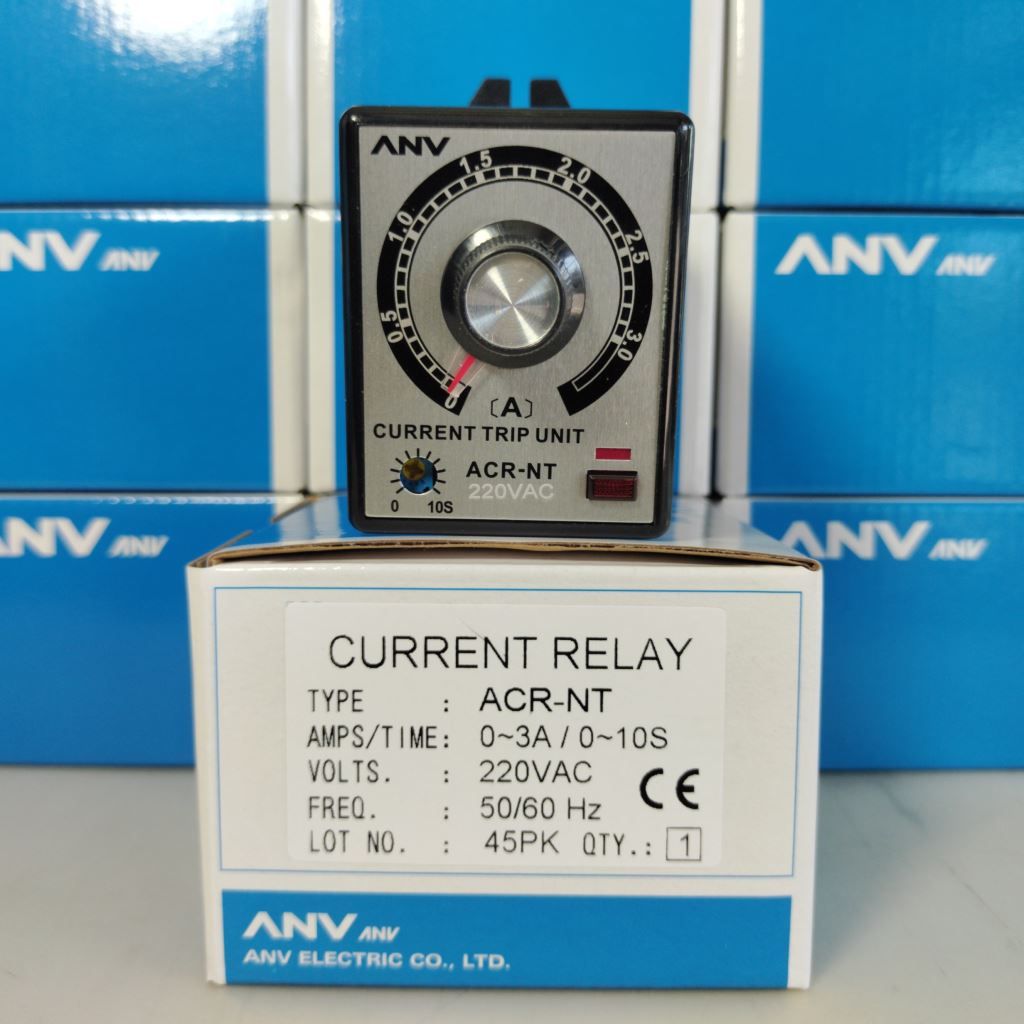 ANV
0 0.5 1.0 1.5 2.0 2.5 3.0
〔A〕
CURRENT TRIP UNIT
ACR-NT
220VAC
0 10S
ANV ANV
ANV ANV
ANV ANV
ANV ANV
CURRENT RELAY
TYPE : ACR-NT
AMPS/TIME: 0~3A / 0~10S
VOLTS. : 220VAC
CE
FREQ. : 50/60 Hz
LOT NO. : 45PK QTY.: 1
ANV ANV
ANV ELECTRIC CO., LTD.